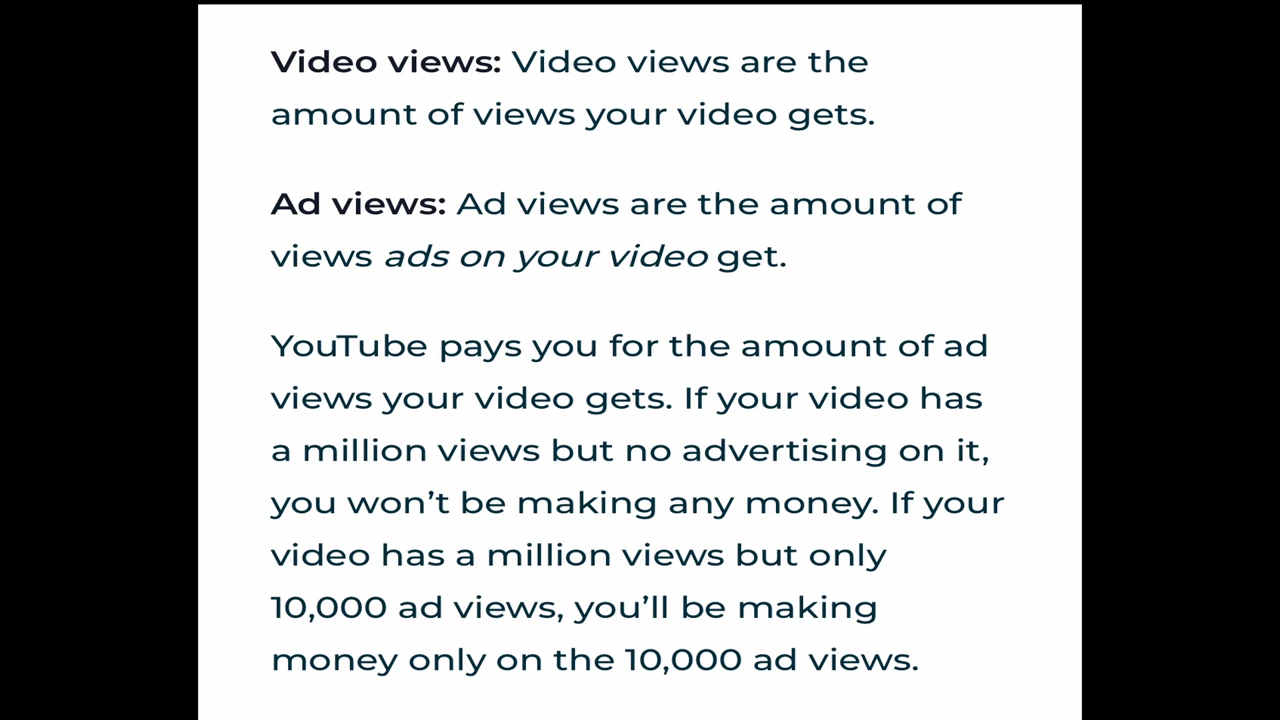 Video views: Video views are the
amount of views your video gets.
Ad views: Ad views are the amount of
views ads on your video get.
YouTube pays you for the amount of ad
views your video gets. If your video has
a million views but no advertising on it,
you won’t be making any money. If your
video has a million views but only
10,000 ad views, you’ll be making
money only on the 10,000 ad views.